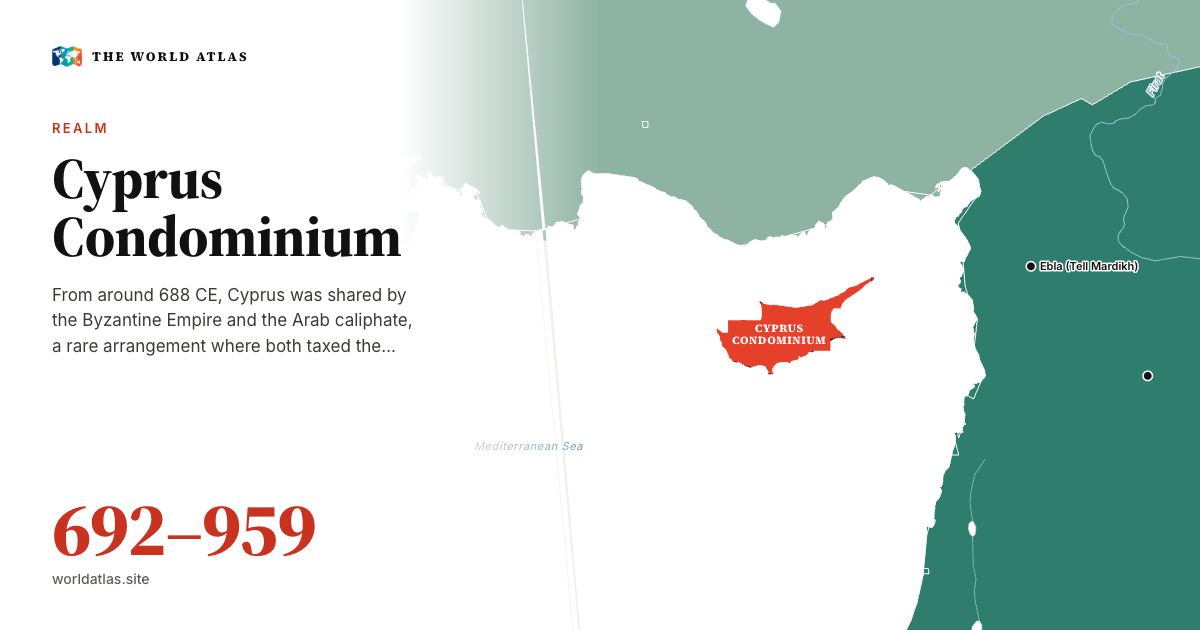 THE WORLD ATLAS
REALM
Cyprus
Condominium
From around 688 CE, Cyprus was shared by
the Byzantine Empire and the Arab caliphate,
a rare arrangement where both taxed the...
692–959
worldatlas.site
Fırat
Ebla (Tell Mardikh)
CYPRUS
CONDOMINIUM
Mediterranean Sea